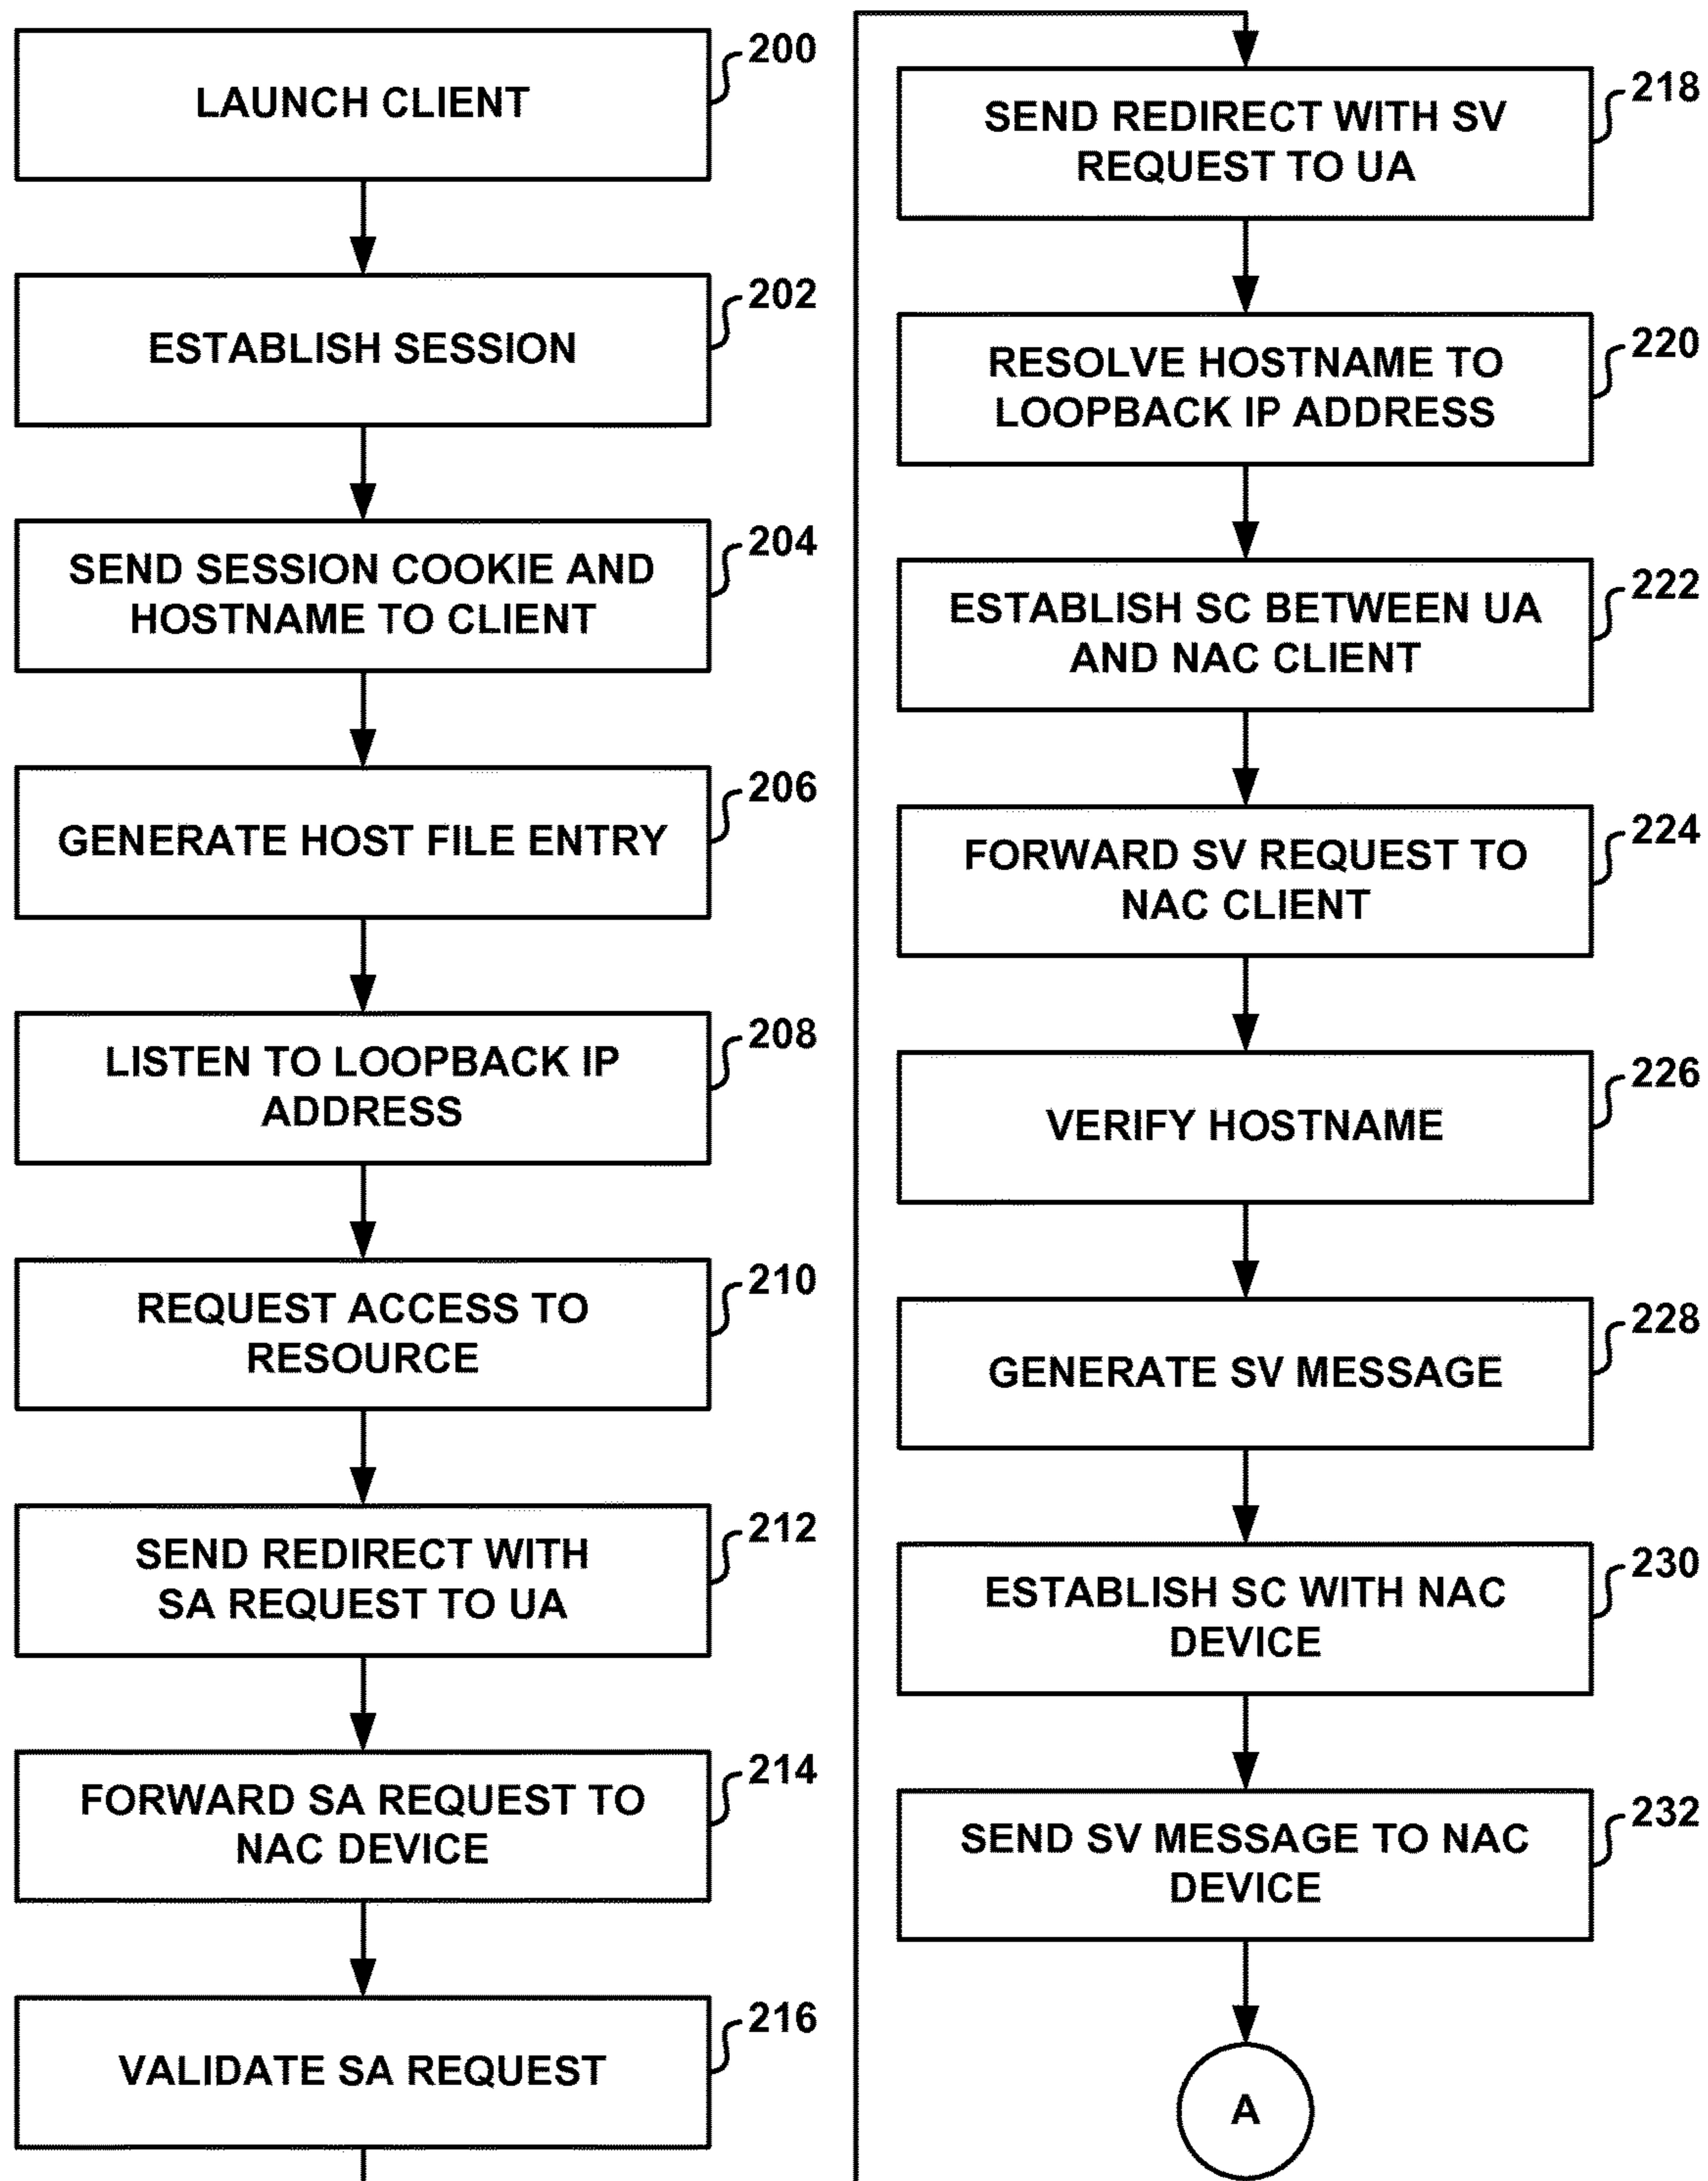 LAUNCH CLIENT
200
ESTABLISH SESSION
202
SEND SESSION COOKIE AND
HOSTNAME TO CLIENT
204
GENERATE HOST FILE ENTRY
206
LISTEN TO LOOPBACK IP
ADDRESS
208
REQUEST ACCESS TO
RESOURCE
210
SEND REDIRECT WITH
SA REQUEST TO UA
212
FORWARD SA REQUEST TO
NAC DEVICE
214
VALIDATE SA REQUEST
216
SEND REDIRECT WITH SV
REQUEST TO UA
218
RESOLVE HOSTNAME TO
LOOPBACK IP ADDRESS
220
ESTABLISH SC BETWEEN UA
AND NAC CLIENT
222
FORWARD SV REQUEST TO
NAC CLIENT
224
VERIFY HOSTNAME
226
GENERATE SV MESSAGE
228
ESTABLISH SC WITH NAC
DEVICE
230
SEND SV MESSAGE TO NAC
DEVICE
232
A